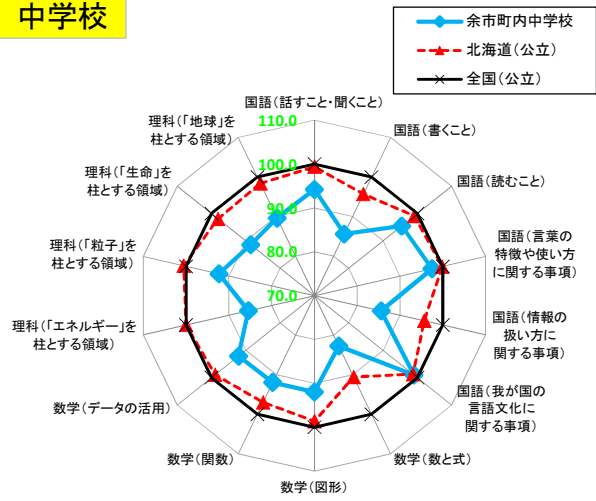 中学校
余市町内中学校
北海道(公立)
全国(公立)
国語(話すこと・聞くこと)
国語(書くこと)
国語(読むこと)
国語(言葉の
特徴や使い方
に関する事項)
国語(情報の
扱い方に
関する事項)
国語(我が国の
言語文化に
関する事項)
数学(数と式)
数学(図形)
数学(関数)
数学(データの活用)
理科(「エネルギー」を
柱とする領域)
理科(「粒子」を
柱とする領域)
理科(「生命」を
柱とする領域)
理科(「地球」を
柱とする領域)
110.0
100.0
90.0
80.0
70.0